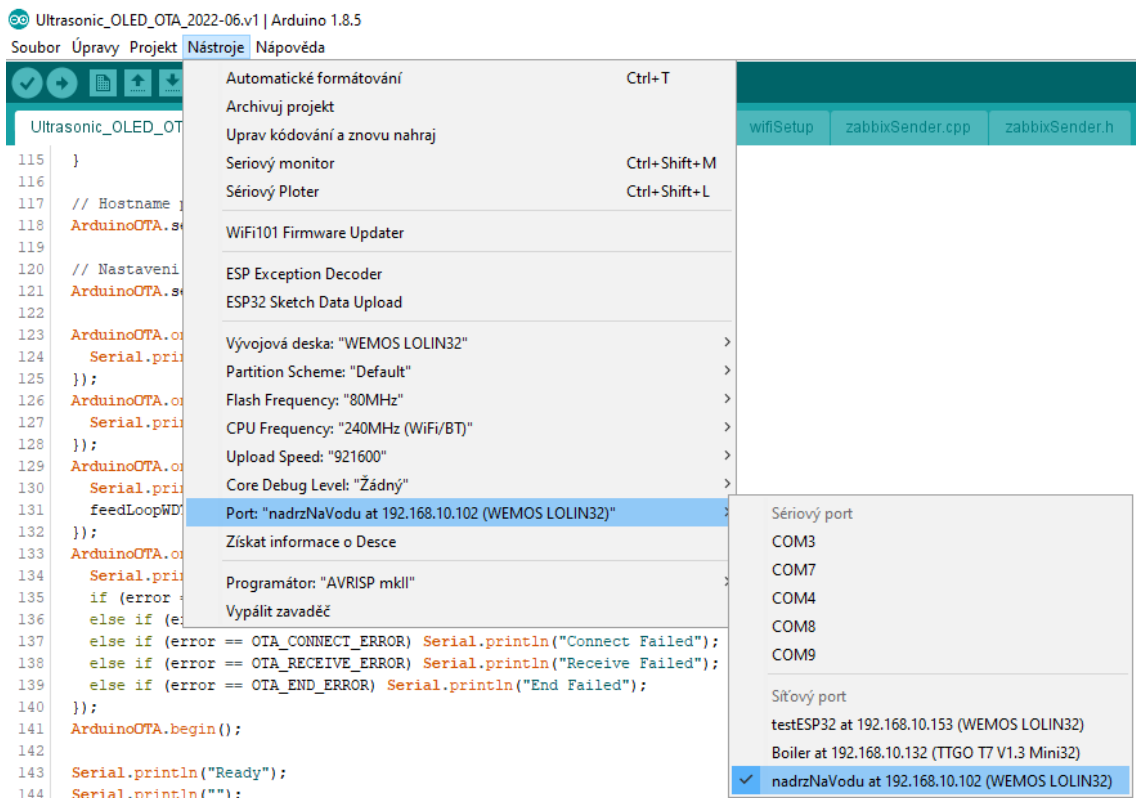 Ultrasonic_OLED_OTA_2022-06.v1 | Arduino 1.8.5
Soubor Úpravy Projekt Nástroje Nápověda
Ultrasonic_OLED_OT wifiSetup zabbixSender.cpp zabbixSender.h
Automatické formátování Ctrl+T
Archivuj projekt
Uprav kódování a znovu nahraj
Seriový monitor Ctrl+Shift+M
Sériový Ploter Ctrl+Shift+L
WiFi101 Firmware Updater
ESP Exception Decoder
ESP32 Sketch Data Upload
Vývojová deska: "WEMOS LOLIN32"
Partition Scheme: "Default"
Flash Frequency: "80MHz"
CPU Frequency: "240MHz (WiFi/BT)"
Upload Speed: "921600"
Core Debug Level: "Žádný"
Port: "nadrzNaVodu at 192.168.10.102 (WEMOS LOLIN32)"
Získat informace o Desce
Programátor: "AVRISP mkII"
Vypálit zavaděč
Sériový port
COM3
COM7
COM4
COM8
COM9
Síťový port
testESP32 at 192.168.10.153 (WEMOS LOLIN32)
Boiler at 192.168.10.132 (TTGO T7 V1.3 Mini32)
nadrzNaVodu at 192.168.10.102 (WEMOS LOLIN32)
115 }
116
117 // Hostname
118 ArduinoOTA.s
119
120 // Nastaveni
121 ArduinoOTA.s
122
123 ArduinoOTA.o
124 Serial.pri
125 });
126 ArduinoOTA.o
127 Serial.pri
128 });
129 ArduinoOTA.o
130 Serial.pri
131 feedLoopWD
132 });
133 ArduinoOTA.o
134 Serial.pri
135 if (error
136 else if (e
137 else if (error == OTA_CONNECT_ERROR) Serial.println("Connect Failed");
138 else if (error == OTA_RECEIVE_ERROR) Serial.println("Receive Failed");
139 else if (error == OTA_END_ERROR) Serial.println("End Failed");
140 });
141 ArduinoOTA.begin();
142
143 Serial.println("Ready");
144 Serial.println("");